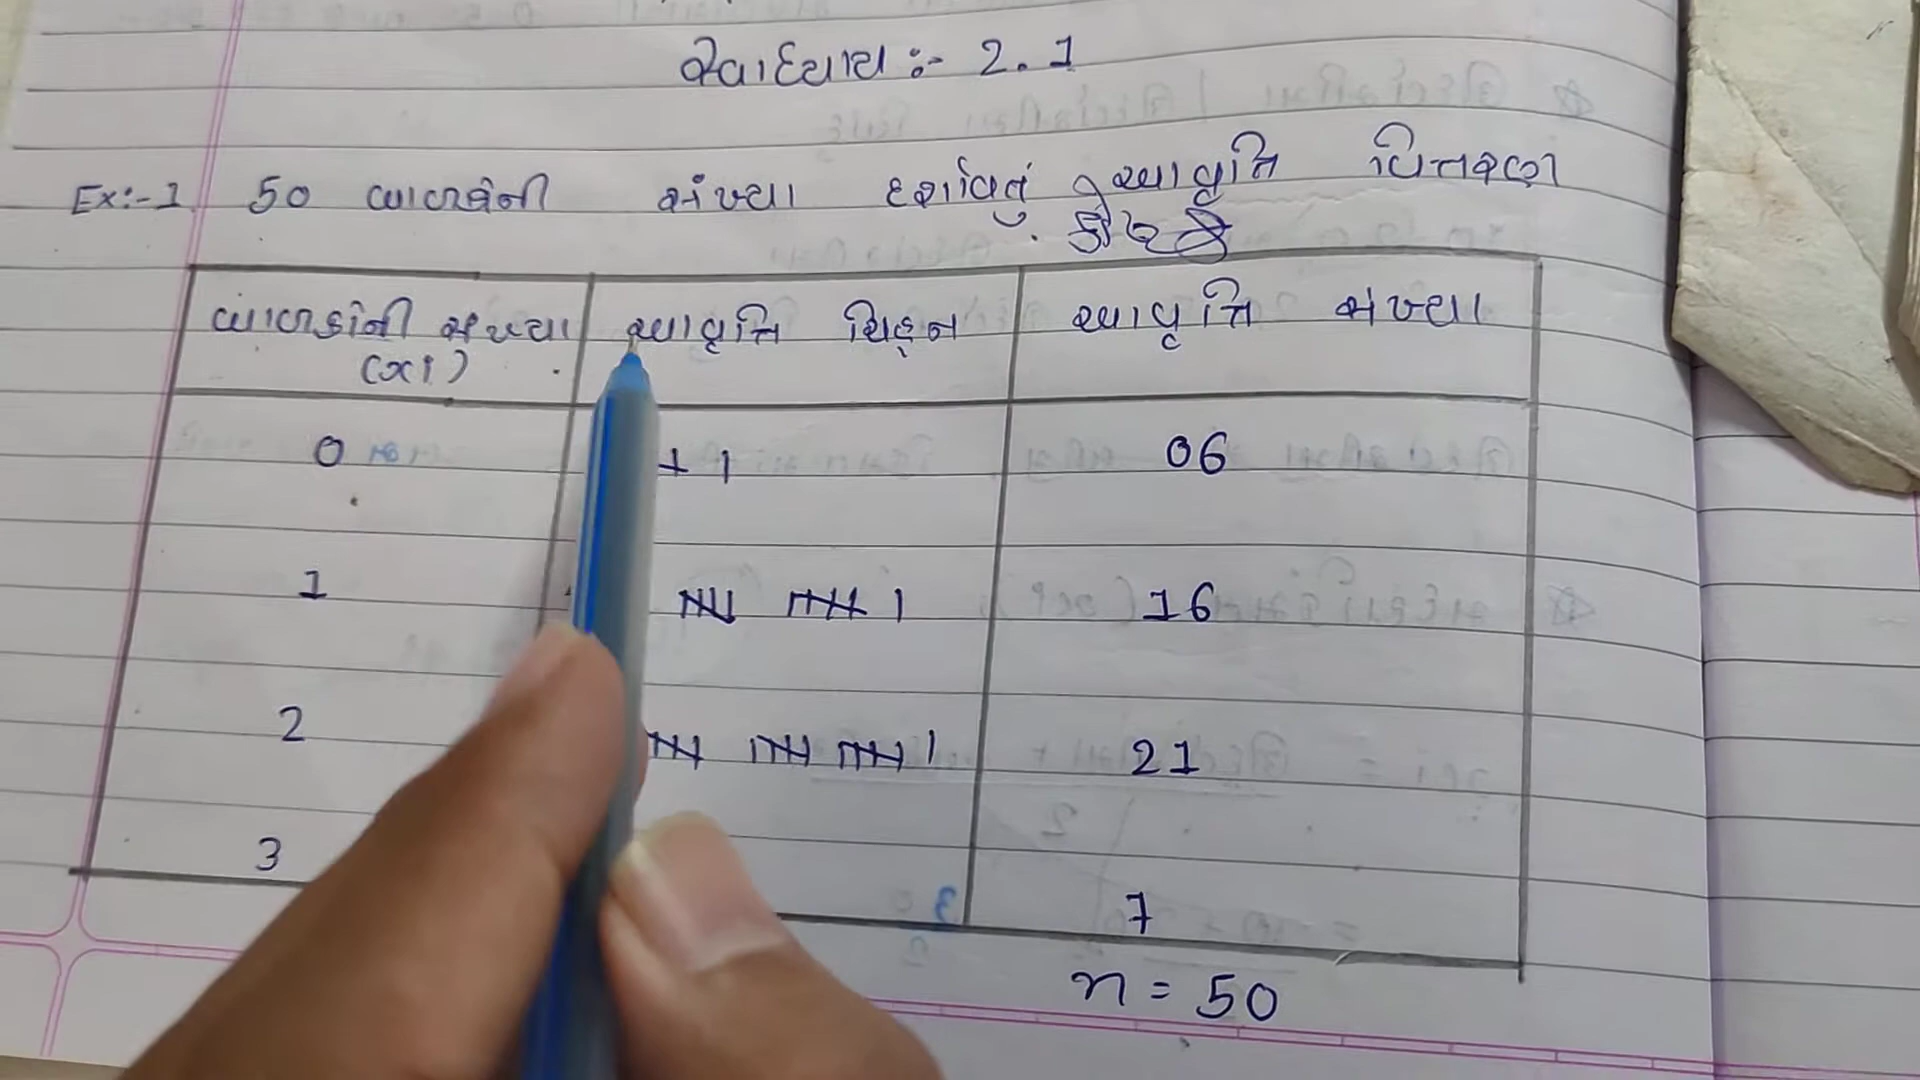 સ્વાધ્યાય :- 2.1
Ex:-1 50 બાળકોની સંખ્યા દર્શાવતું આવૃત્તિ વિતરણ
કોષ્ટક
બાળકોની સંખ્યા (xi) આવૃત્તિ ચિહ્ન આવૃત્તિ સંખ્યા
0 06
1 16
2 21
3
7
n = 50